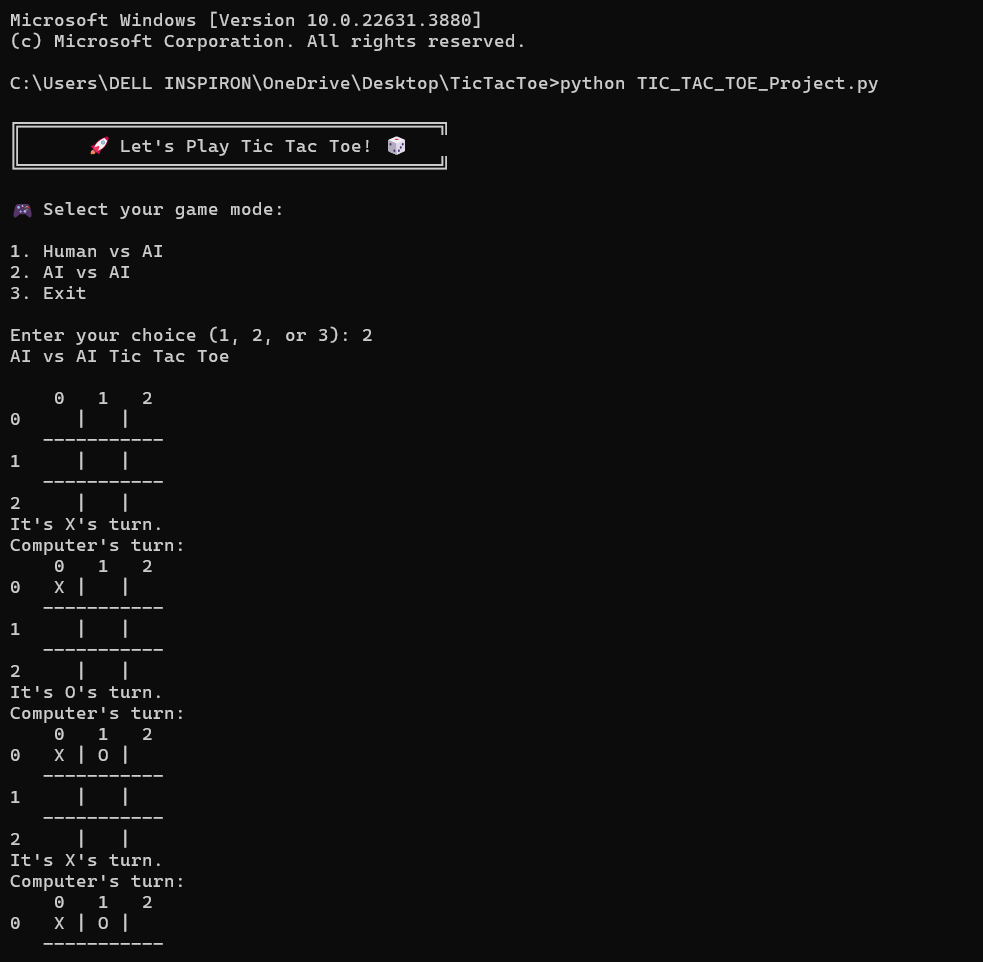 Microsoft Windows [Version 10.0.22631.3880]
(c) Microsoft Corporation. All rights reserved.
C:\Users\DELL INSPIRON\OneDrive\Desktop\TicTacToe>python TIC_TAC_TOE_Project.py
🚀 Let's Play Tic Tac Toe! 🎲
🎮 Select your game mode:
1. Human vs AI
2. AI vs AI
3. Exit
Enter your choice (1, 2, or 3): 2
AI vs AI Tic Tac Toe
    0   1   2
0     |   |
   -----------
1     |   |
   -----------
2     |   |
It's X's turn.
Computer's turn:
    0   1   2
0   X |   |
   -----------
1     |   |
   -----------
2     |   |
It's O's turn.
Computer's turn:
    0   1   2
0   X | O |
   -----------
1     |   |
   -----------
2     |   |
It's X's turn.
Computer's turn:
    0   1   2
0   X | O |
   -----------